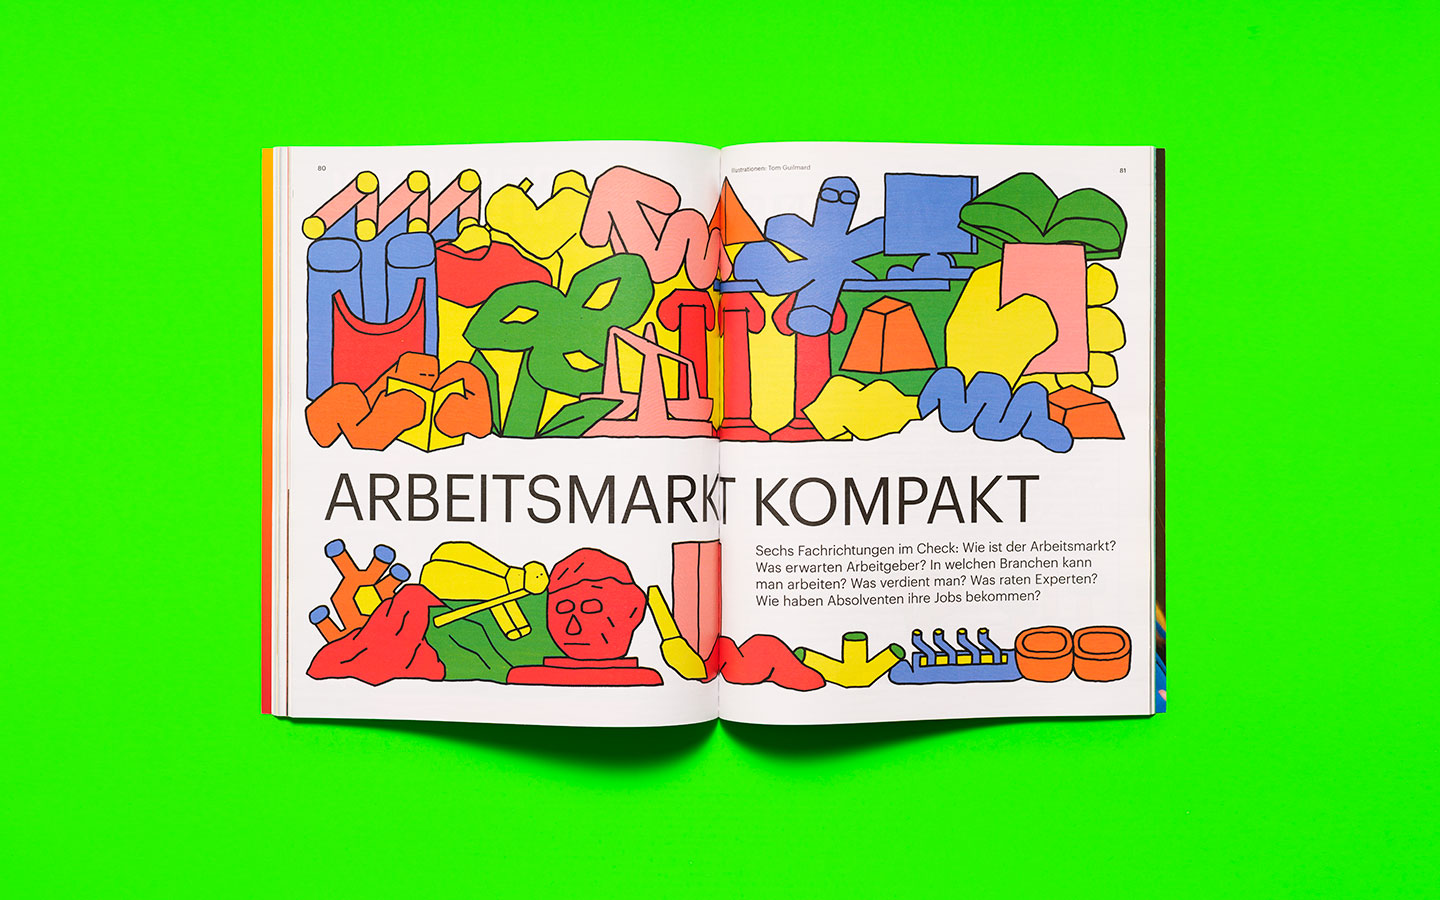 80
Illustrationen: Tom Guilmard
81
ARBEITSMARKT KOMPAKT
Sechs Fachrichtungen im Check: Wie ist der Arbeitsmarkt?
Was erwarten Arbeitgeber? In welchen Branchen kann
man arbeiten? Was verdient man? Was raten Experten?
Wie haben Absolventen ihre Jobs bekommen?